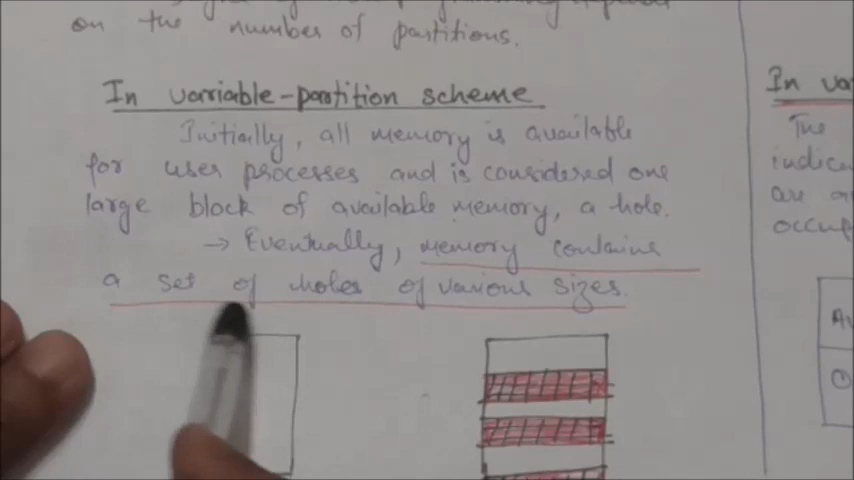 on the number of partitions.
In variable-partition scheme
Initially, all memory is available
for user processes and is considered one
large block of available memory, a hole.
→ Eventually, memory contains
a set of holes of various sizes.
In va
The
indica
are
occup